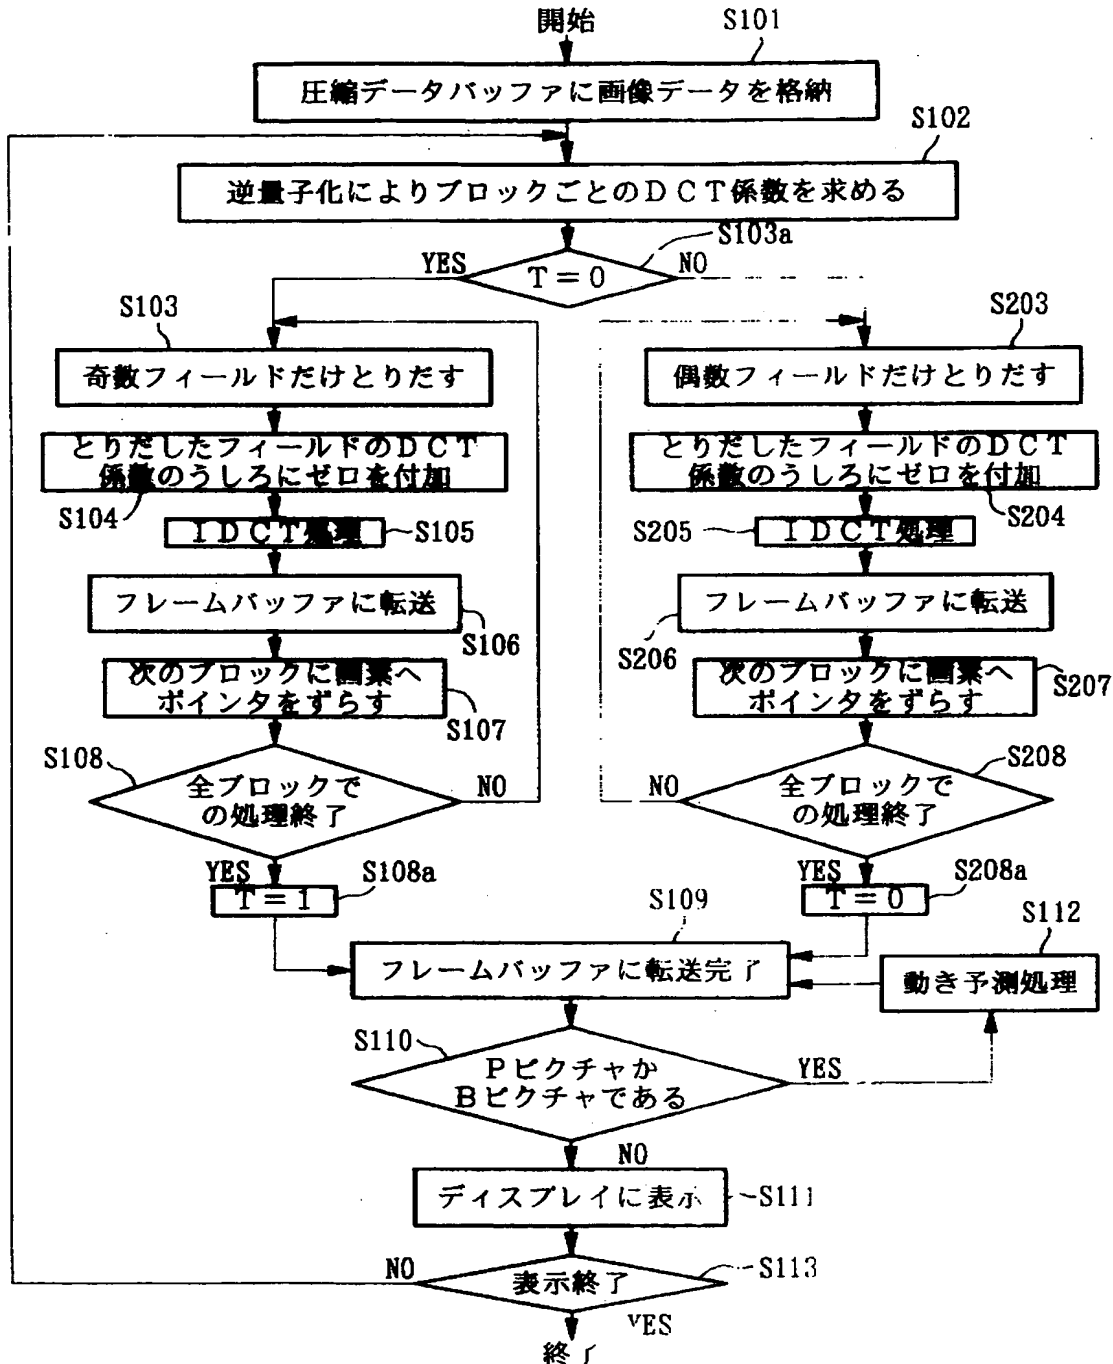 開始
S101
圧縮データバッファに画像データを格納
S102
逆量子化によりブロックごとのDCT係数を求める
S103a
YES
T=0
NO
S103
奇数フィールドだけとりだす
S203
偶数フィールドだけとりだす
とりだしたフィールドのDCT
係数のうしろにゼロを付加
S104
とりだしたフィールドのDCT
係数のうしろにゼロを付加
S204
IDCT処理
S105
S205
IDCT処理
フレームバッファに転送
S106
フレームバッファに転送
S206
次のブロックに画素へ
ポインタをずらす
S107
次のブロックに画素へ
ポインタをずらす
S207
S108
全ブロックで
の処理終了
NO
S208
全ブロックで
の処理終了
NO
YES
T=1
S108a
YES
T=0
S208a
S109
フレームバッファに転送完了
S112
動き予測処理
S110
Pピクチャか
Bピクチャである
YES
NO
ディスプレイに表示
S111
NO
表示終了
S113
YES
終了